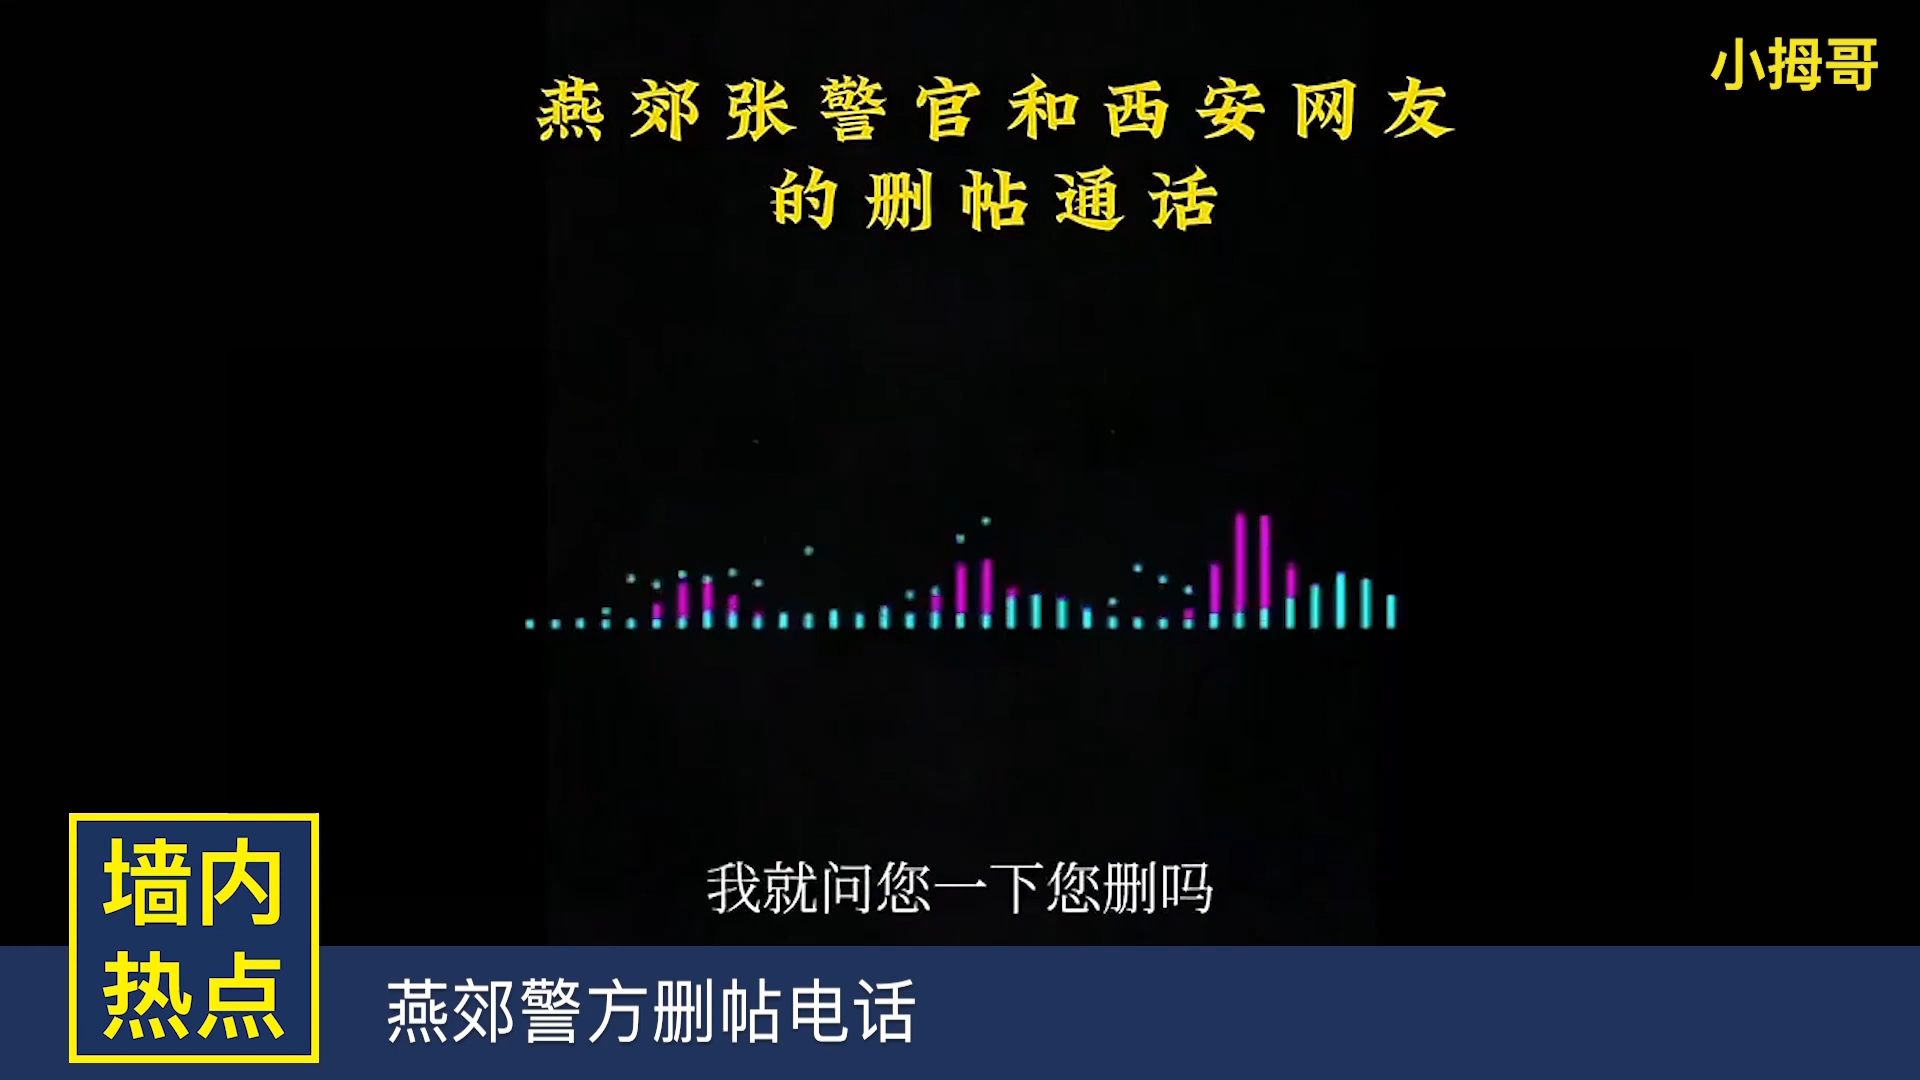 小拇哥
燕郊张警官和西安网友
的删帖通话
我就问您一下您删吗
墙内
热点
燕郊警方删帖电话